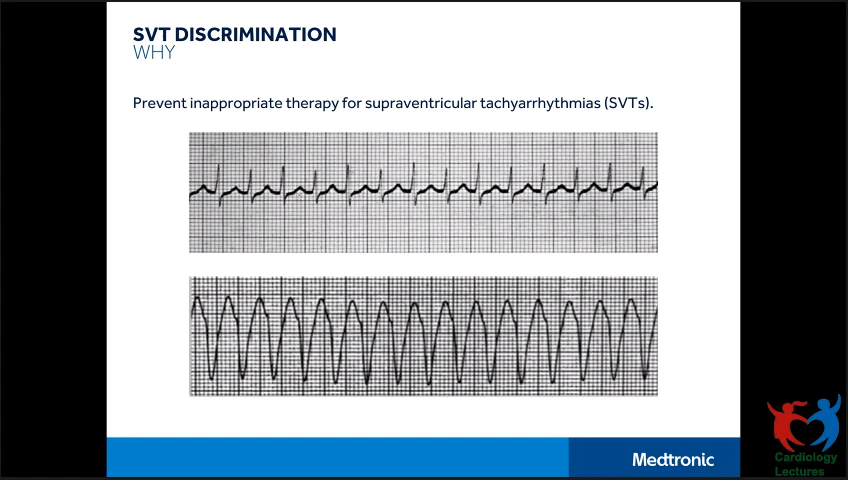 SVT DISCRIMINATION
WHY
Prevent inappropriate therapy for supraventricular tachyarrhythmias (SVTs).
Medtronic
Cardiology
Lectures